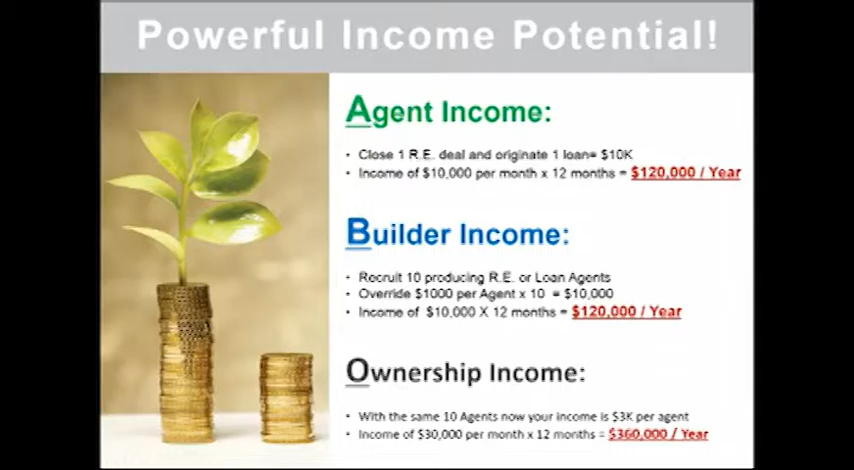 Powerful Income Potential!
Agent Income:
• Close 1 R.E. deal and originate 1 loan= $10K
• Income of $10,000 per month x 12 months = $120,000 / Year
Builder Income:
• Recruit 10 producing R.E. or Loan Agents
• Override $1000 per Agent x 10 = $10,000
• Income of $10,000 X 12 months = $120,000 / Year
Ownership Income:
• With the same 10 Agents now your income is $3K per agent
• Income of $30,000 per month x 12 months = $360,000 / Year